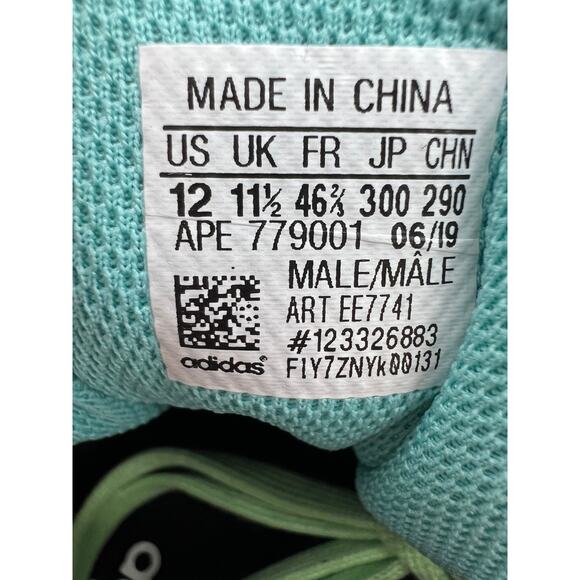 MADE IN CHINA
US UK FR JP CHN
12 11½ 46⅔ 300 290
APE 779001 06/19
MALE/MÂLE
ART EE7741
#123326883
adidas® FIY7ZNYk00131